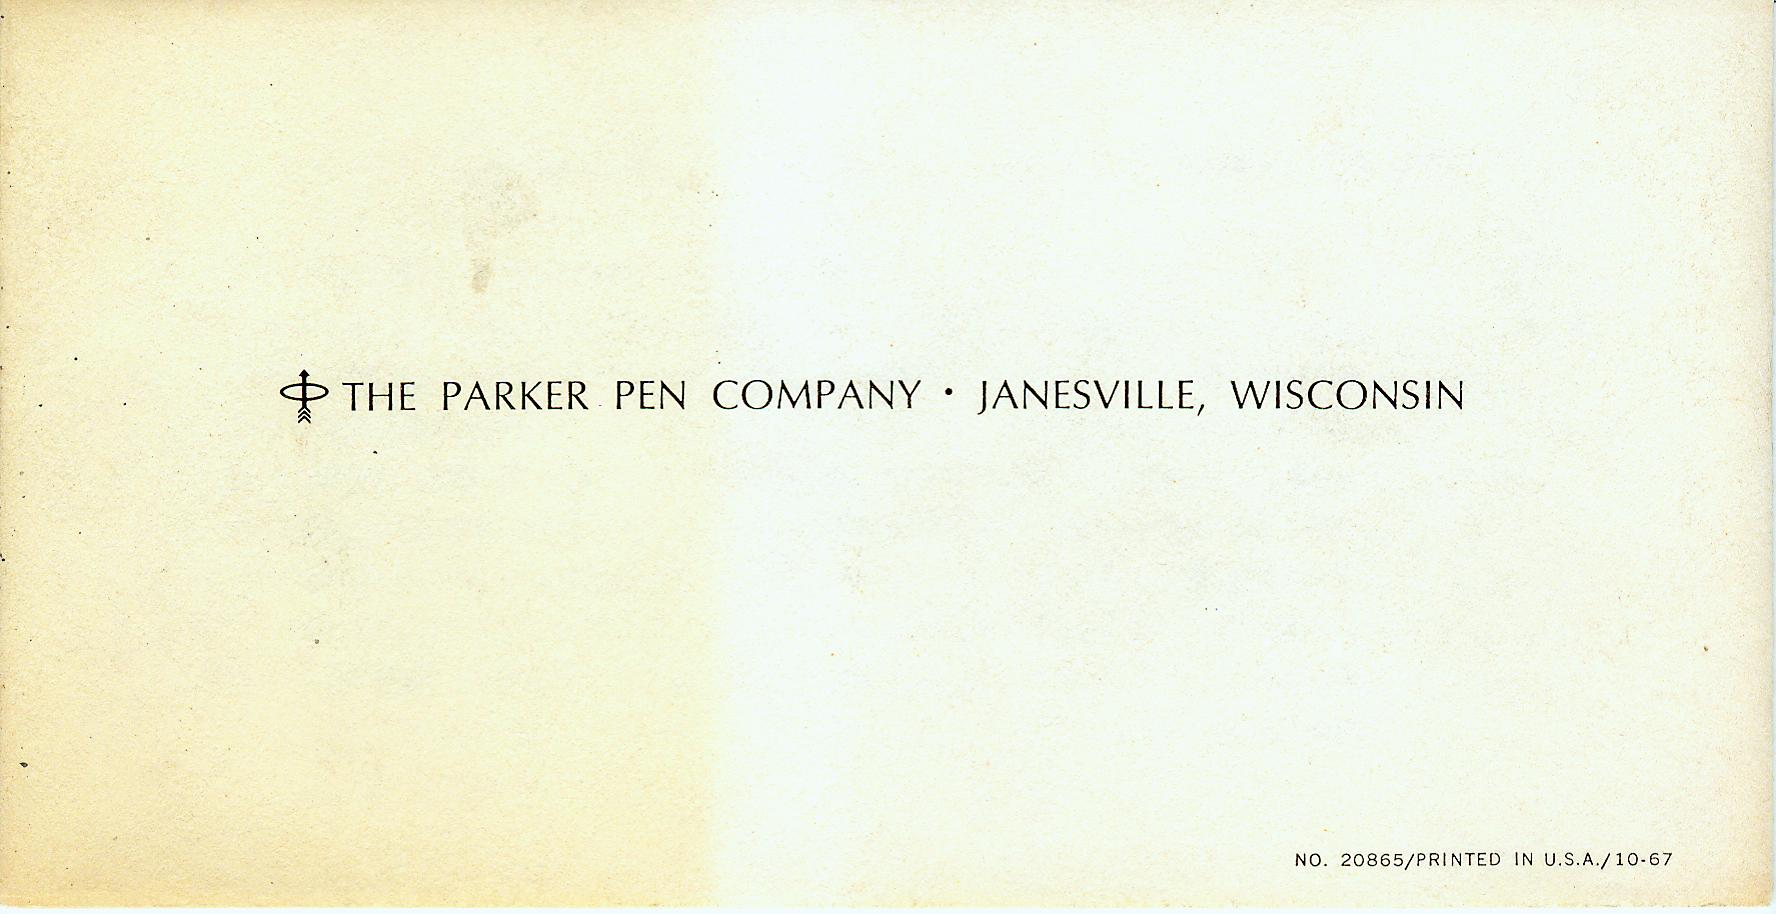 THE PARKER PEN COMPANY • JANESVILLE, WISCONSIN
NO. 20865/PRINTED IN U.S.A./10-67